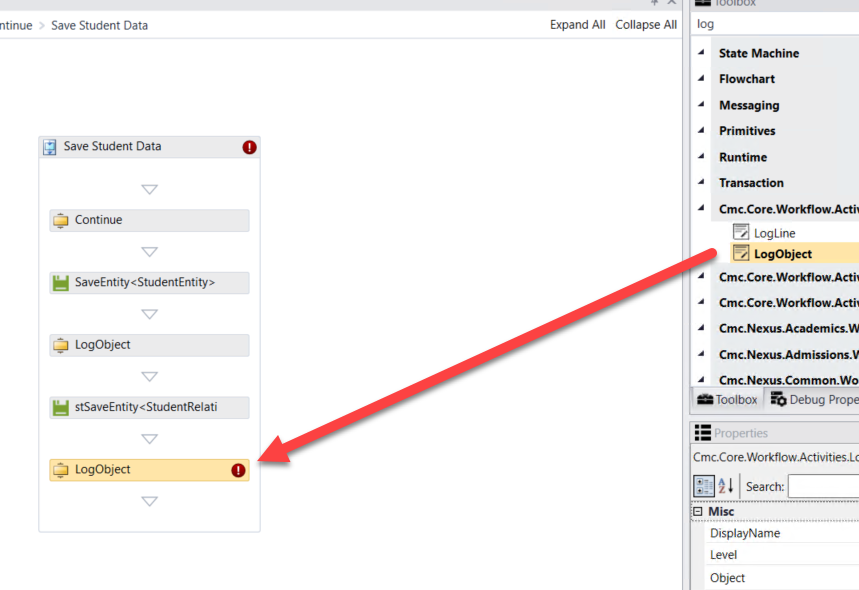 Toolbox
ntinue > Save Student Data
Expand All Collapse All
log
State Machine
Flowchart
Messaging
Primitives
Runtime
Transaction
Cmc.Core.Workflow.Activ
LogLine
LogObject
Cmc.Core.Workflow.Activ
Cmc.Core.Workflow.Activ
Cmc.Nexus.Academics.W
Cmc.Nexus.Admissions.W
Cmc.Nexus.Common.Wo
Save Student Data
Continue
SaveEntity<StudentEntity>
LogObject
stSaveEntity<StudentRelati
LogObject
Toolbox Debug Prope
Properties
Cmc.Core.Workflow.Activities.Lo
Search:
Misc
DisplayName
Level
Object